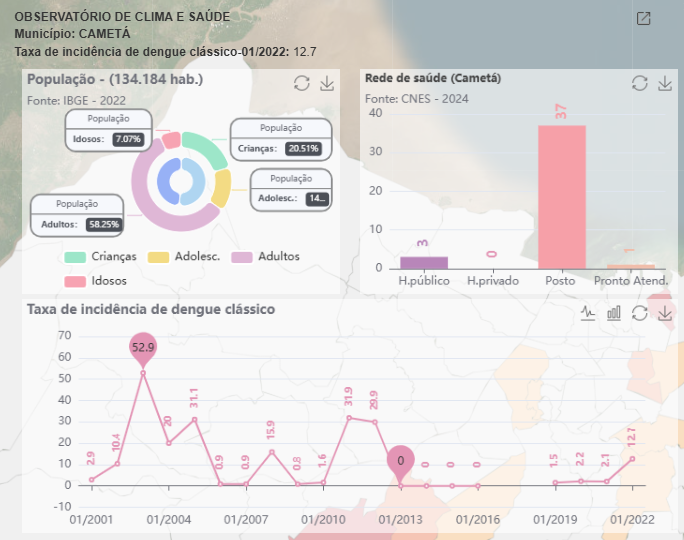 OBSERVATÓRIO DE CLIMA E SAÚDE
Município: CAMETÁ
Taxa de incidência de dengue clássico-01/2022: 12.7
População - (134.184 hab.)
Fonte: IBGE - 2022
População
Idosos: 7.07%
População
Crianças: 20.51%
População
Adolesc.: 14...
População
Adultos: 58.25%
Crianças Adolesc. Adultos
Idosos
Rede de saúde (Cametá)
Fonte: CNES - 2024
40
30
20
10
0
3
0
37
1
H.público H.privado Posto Pronto Atend.
Taxa de incidência de dengue clássico
70
60
50
40
30
20
10
0
-10
2.9
10.4
52.9
20
31.1
0.9
0.9
15.9
0.8
1.6
31.9
29.9
0
0
0
0
1.5
2.2
2.1
12.7
01/2001 01/2004 01/2007 01/2010 01/2013 01/2016 01/2019 01/2022